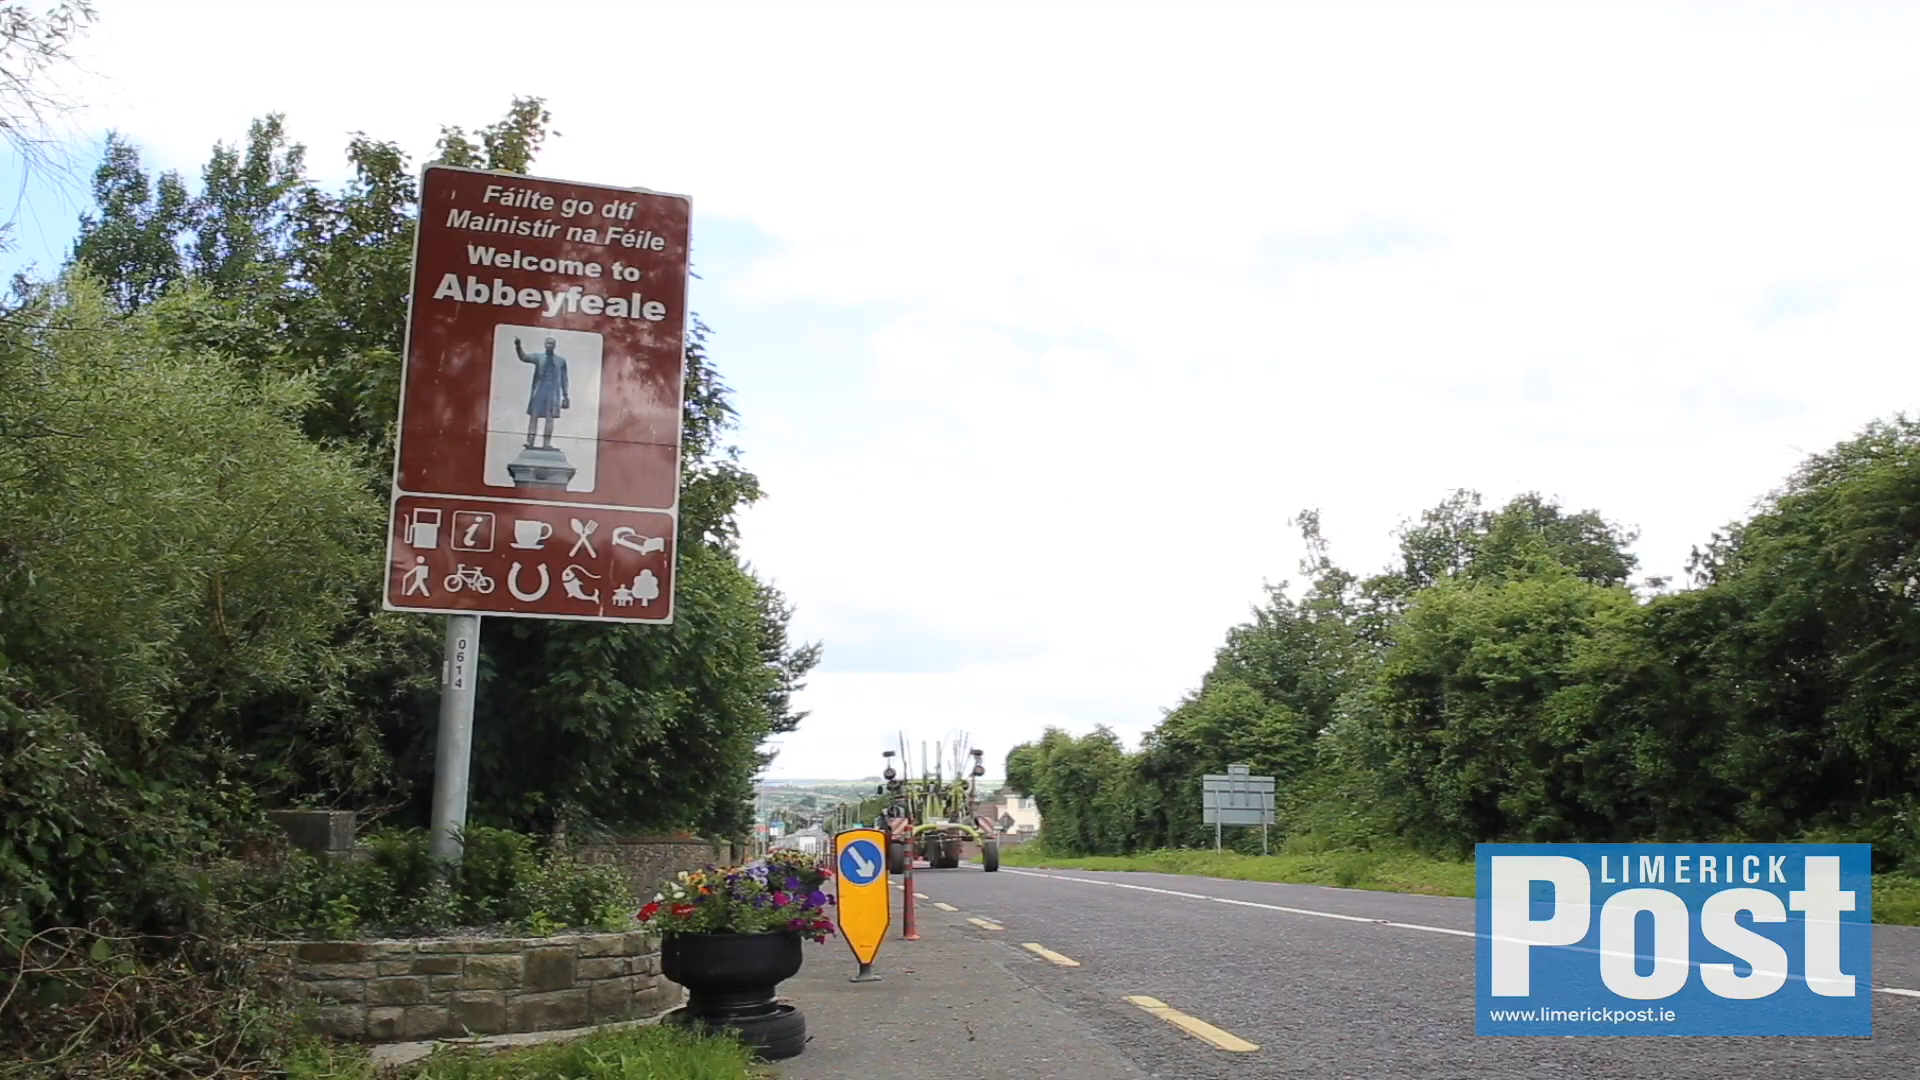 Fáilte go dtí
Mainistír na Féile
Welcome to
Abbeyfeale
i
0614
LIMERICK
Post
www.limerickpost.ie